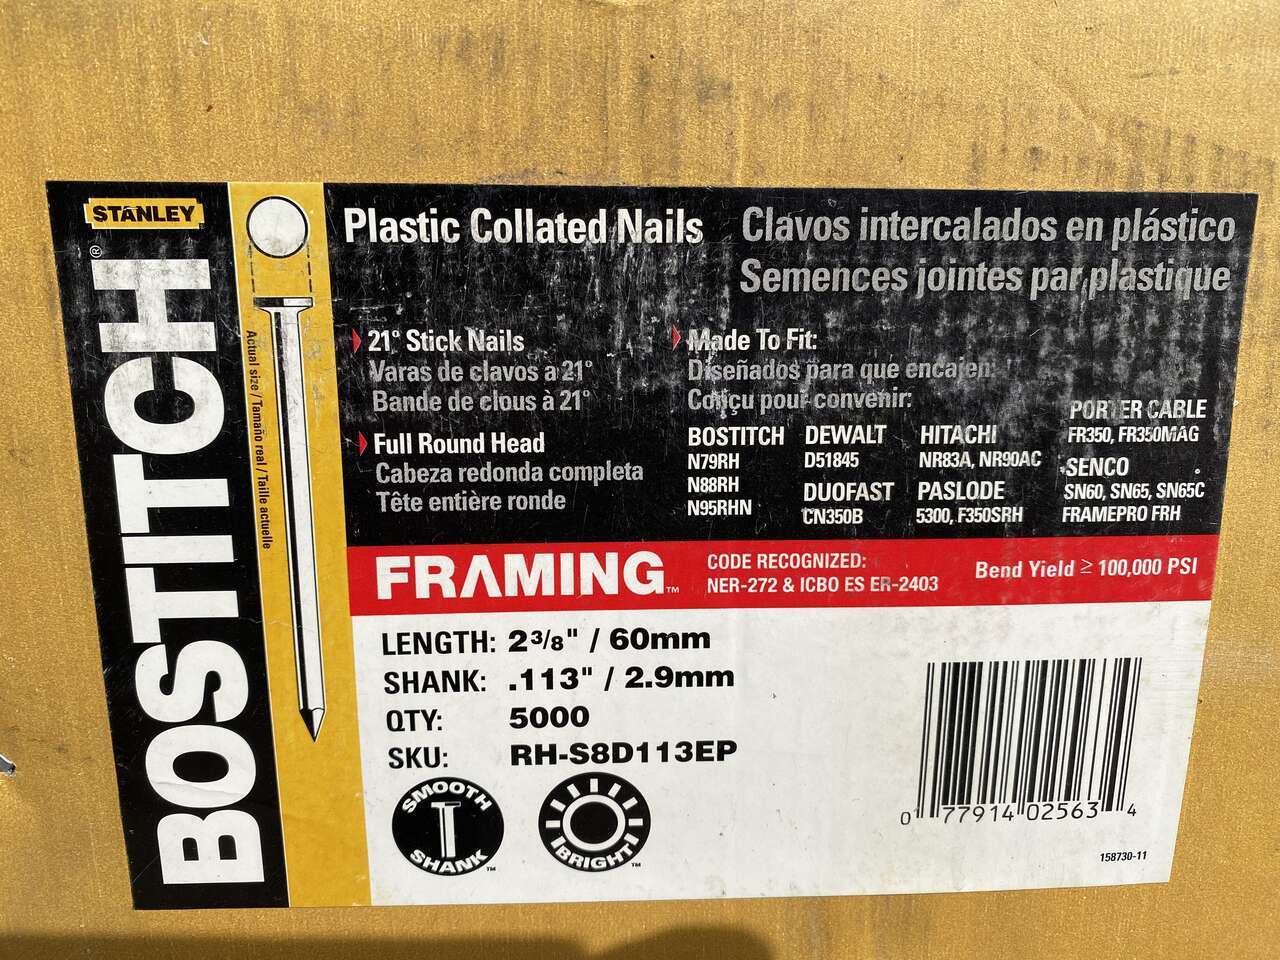 STANLEY
BOSTITCH®
Actual size / Tamaño real / Taille actuelle
Plastic Collated Nails
Clavos intercalados en plástico
Semences jointes par plastique
21° Stick Nails
Varas de clavos a 21°
Bande de clous à 21°
Full Round Head
Cabeza redonda completa
Tête entière ronde
Made To Fit:
Diseñados para que encajen:
Conçu pour convenir:
BOSTITCH
N79RH
N88RH
N95RHN
DEWALT
D51845
DUOFAST
CN350B
HITACHI
NR83A, NR90AC
PASLODE
5300, F350SRH
PORTER CABLE
FR350, FR350MAG
SENCO
SN60, SN65, SN65C
FRAMEPRO FRH
FRAMING™
CODE RECOGNIZED:
NER-272 & ICBO ES ER-2403
Bend Yield ≥ 100,000 PSI
LENGTH: 2 3/8" / 60mm
SHANK: .113" / 2.9mm
QTY: 5000
SKU: RH-S8D113EP
SMOOTH SHANK™
BRIGHT™
0 77914 02563 4
158730-11